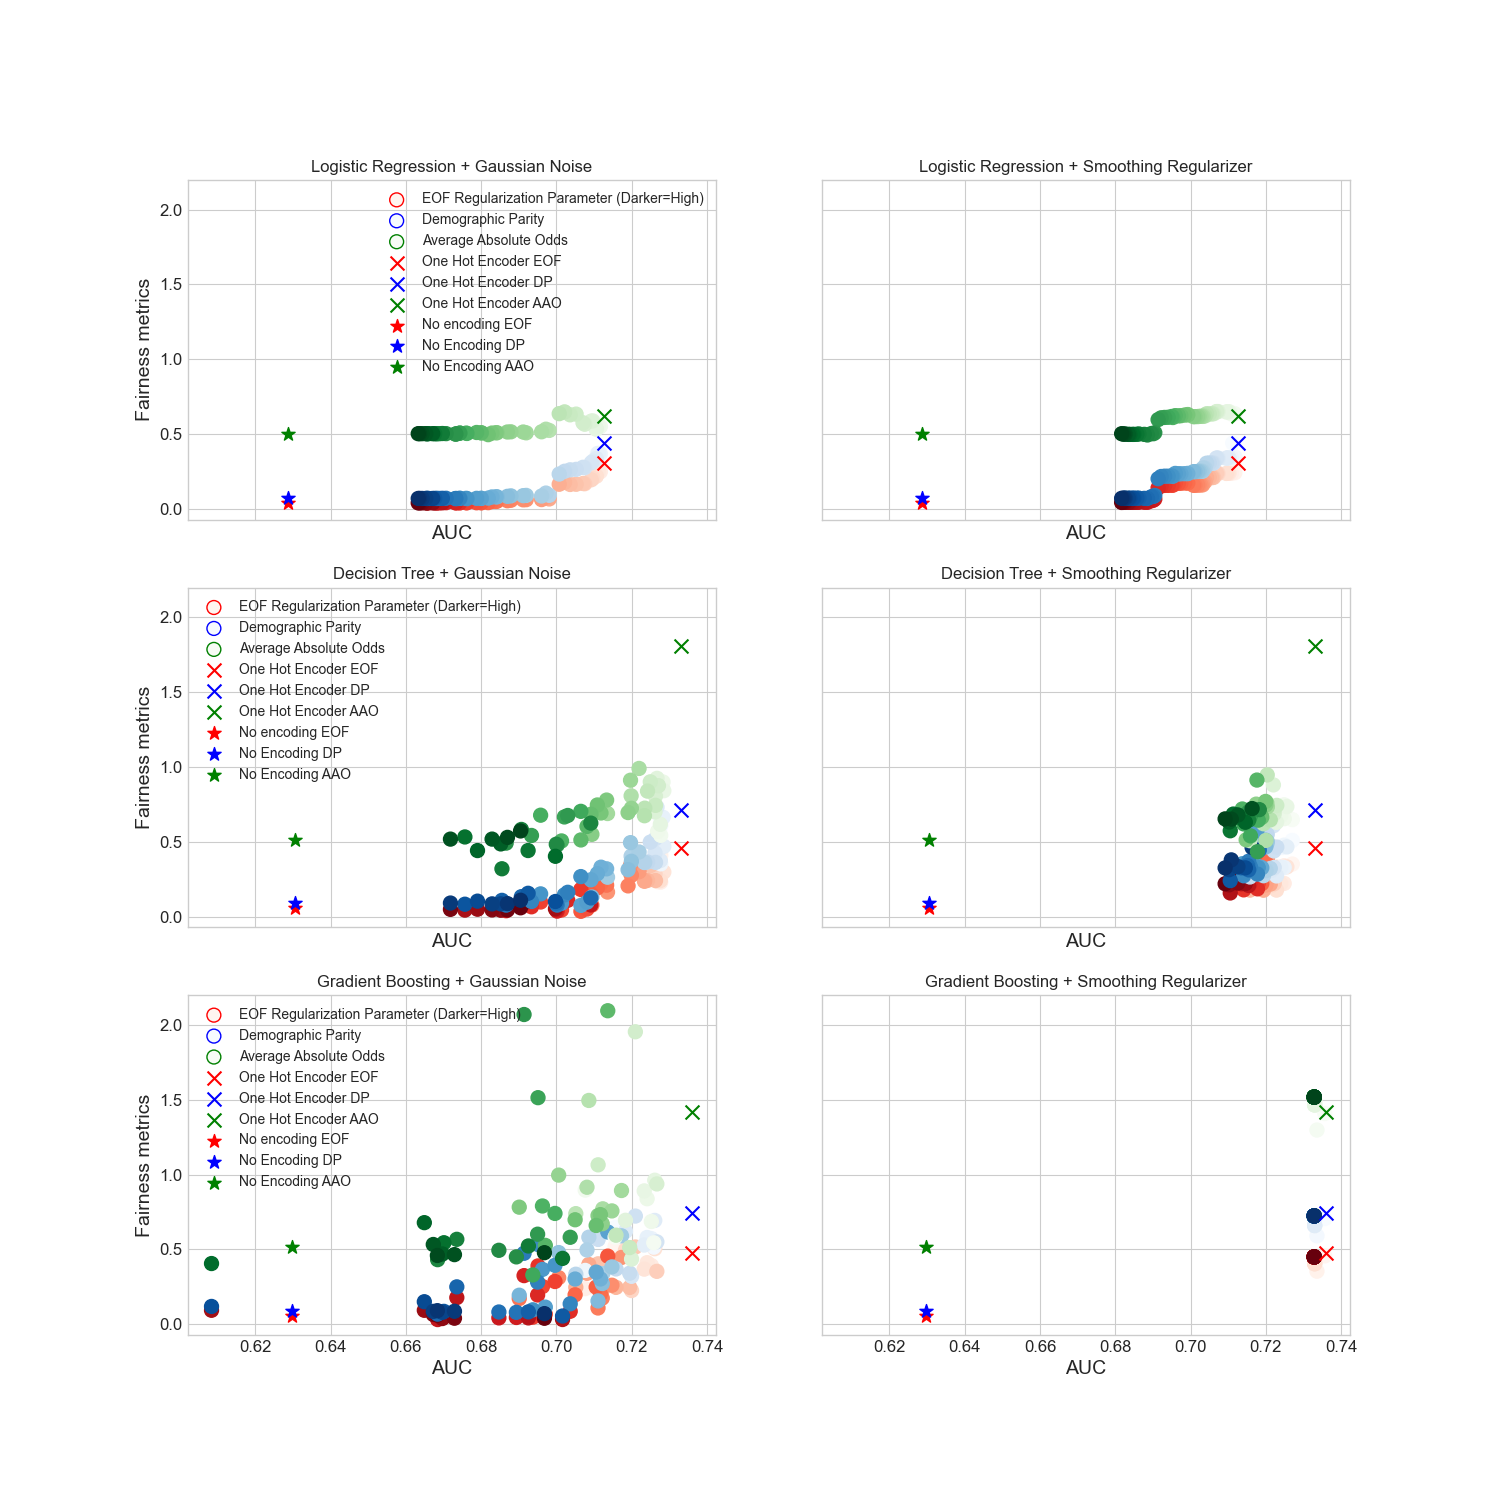 Logistic Regression + Gaussian Noise
Logistic Regression + Smoothing Regularizer
Fairness metrics
2.0
1.5
1.0
0.5
0.0
EOF Regularization Parameter (Darker=High)
Demographic Parity
Average Absolute Odds
One Hot Encoder EOF
One Hot Encoder DP
One Hot Encoder AAO
No encoding EOF
No Encoding DP
No Encoding AAO
AUC
AUC
Decision Tree + Gaussian Noise
Decision Tree + Smoothing Regularizer
Fairness metrics
2.0
1.5
1.0
0.5
0.0
EOF Regularization Parameter (Darker=High)
Demographic Parity
Average Absolute Odds
One Hot Encoder EOF
One Hot Encoder DP
One Hot Encoder AAO
No encoding EOF
No Encoding DP
No Encoding AAO
AUC
AUC
Gradient Boosting + Gaussian Noise
Gradient Boosting + Smoothing Regularizer
Fairness metrics
2.0
1.5
1.0
0.5
0.0
EOF Regularization Parameter (Darker=High)
Demographic Parity
Average Absolute Odds
One Hot Encoder EOF
One Hot Encoder DP
One Hot Encoder AAO
No encoding EOF
No Encoding DP
No Encoding AAO
0.62 0.64 0.66 0.68 0.70 0.72 0.74
0.62 0.64 0.66 0.68 0.70 0.72 0.74
AUC
AUC